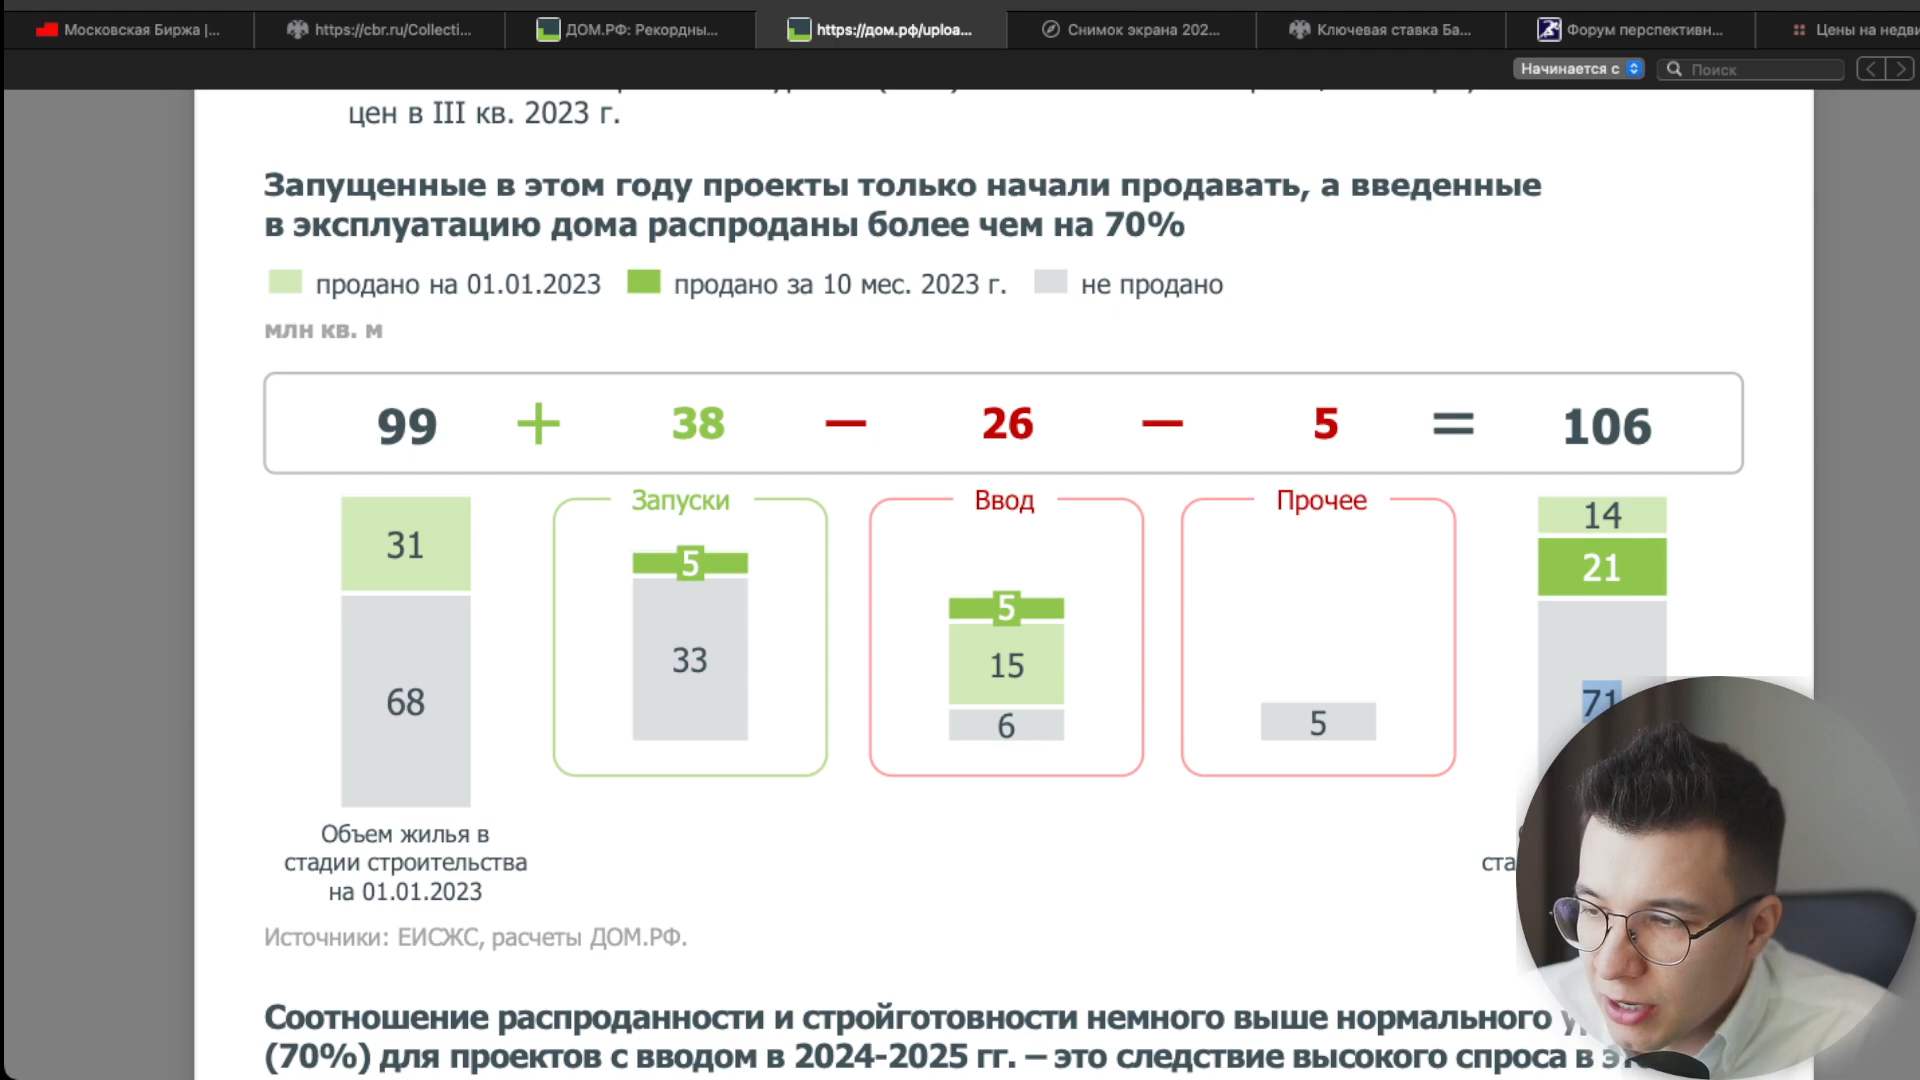 Московская Биржа |...
https://cbr.ru/Collecti...
ДОМ.РФ: Рекордны...
https://дом.рф/uploa...
Снимок экрана 202...
Ключевая ставка Ба...
Форум перспективн...
Цены на недви
Начинается с
Поиск
цен в III кв. 2023 г.
Запущенные в этом году проекты только начали продавать, а введенные
в эксплуатацию дома распроданы более чем на 70%
продано на 01.01.2023 продано за 10 мес. 2023 г. не продано
млн кв. м
99 + 38 — 26 — 5 = 106
Запуски Ввод Прочее
31
68
5
33
5
15
6
5
14
21
71
Объем жилья в
стадии строительства
на 01.01.2023
ста
Источники: ЕИСЖС, расчеты ДОМ.РФ.
Соотношение распроданности и стройготовности немного выше нормального
(70%) для проектов с вводом в 2024-2025 гг. – это следствие высокого спроса в